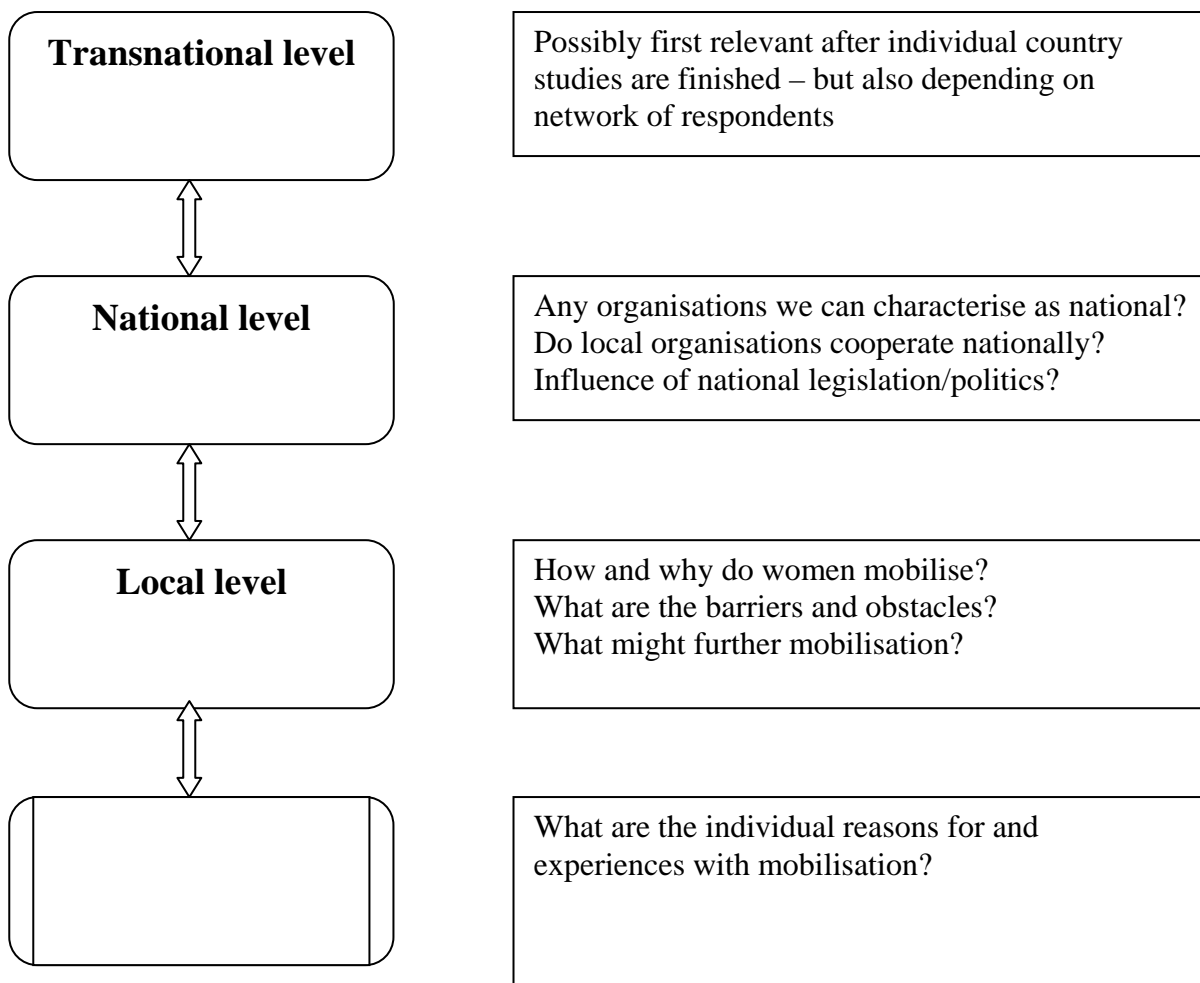 Transnational level
Possibly first relevant after individual country
studies are finished – but also depending on
network of respondents
National level
Any organisations we can characterise as national?
Do local organisations cooperate nationally?
Influence of national legislation/politics?
Local level
How and why do women mobilise?
What are the barriers and obstacles?
What might further mobilisation?
What are the individual reasons for and
experiences with mobilisation?